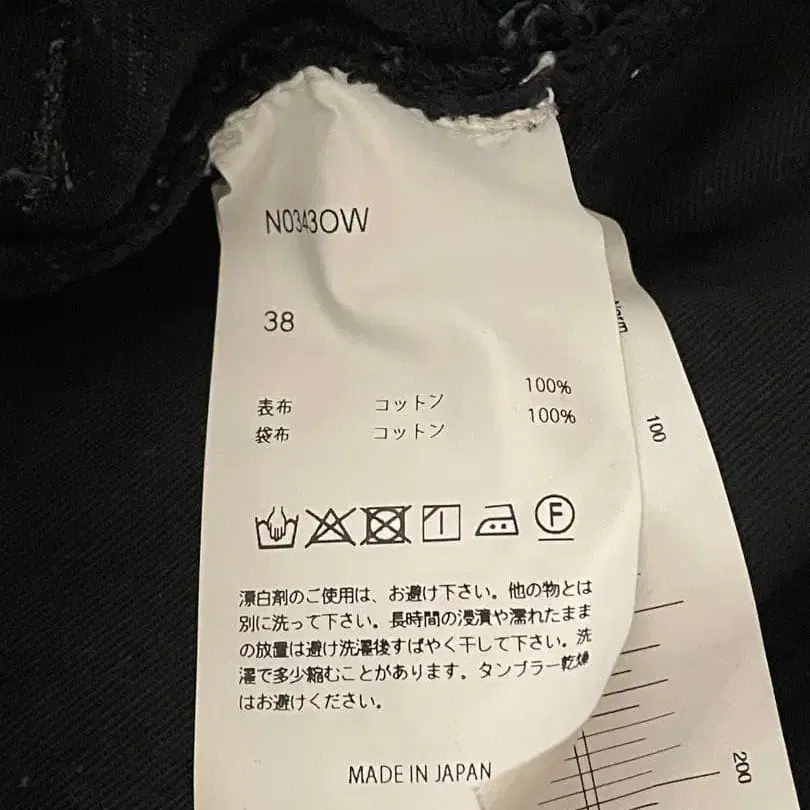 N0343OW
38
表布 コットン 100%
袋布 コットン 100%
F
漂白剤のご使用は、お避け下さい。他の物とは
別に洗って下さい。長時間の浸漬や濡れたまま
の放置は避け洗濯後すばやく干して下さい。洗
濯で多少縮むことがあります。タンブラー乾燥
はお避けください。
MADE IN JAPAN
Norm
100
200